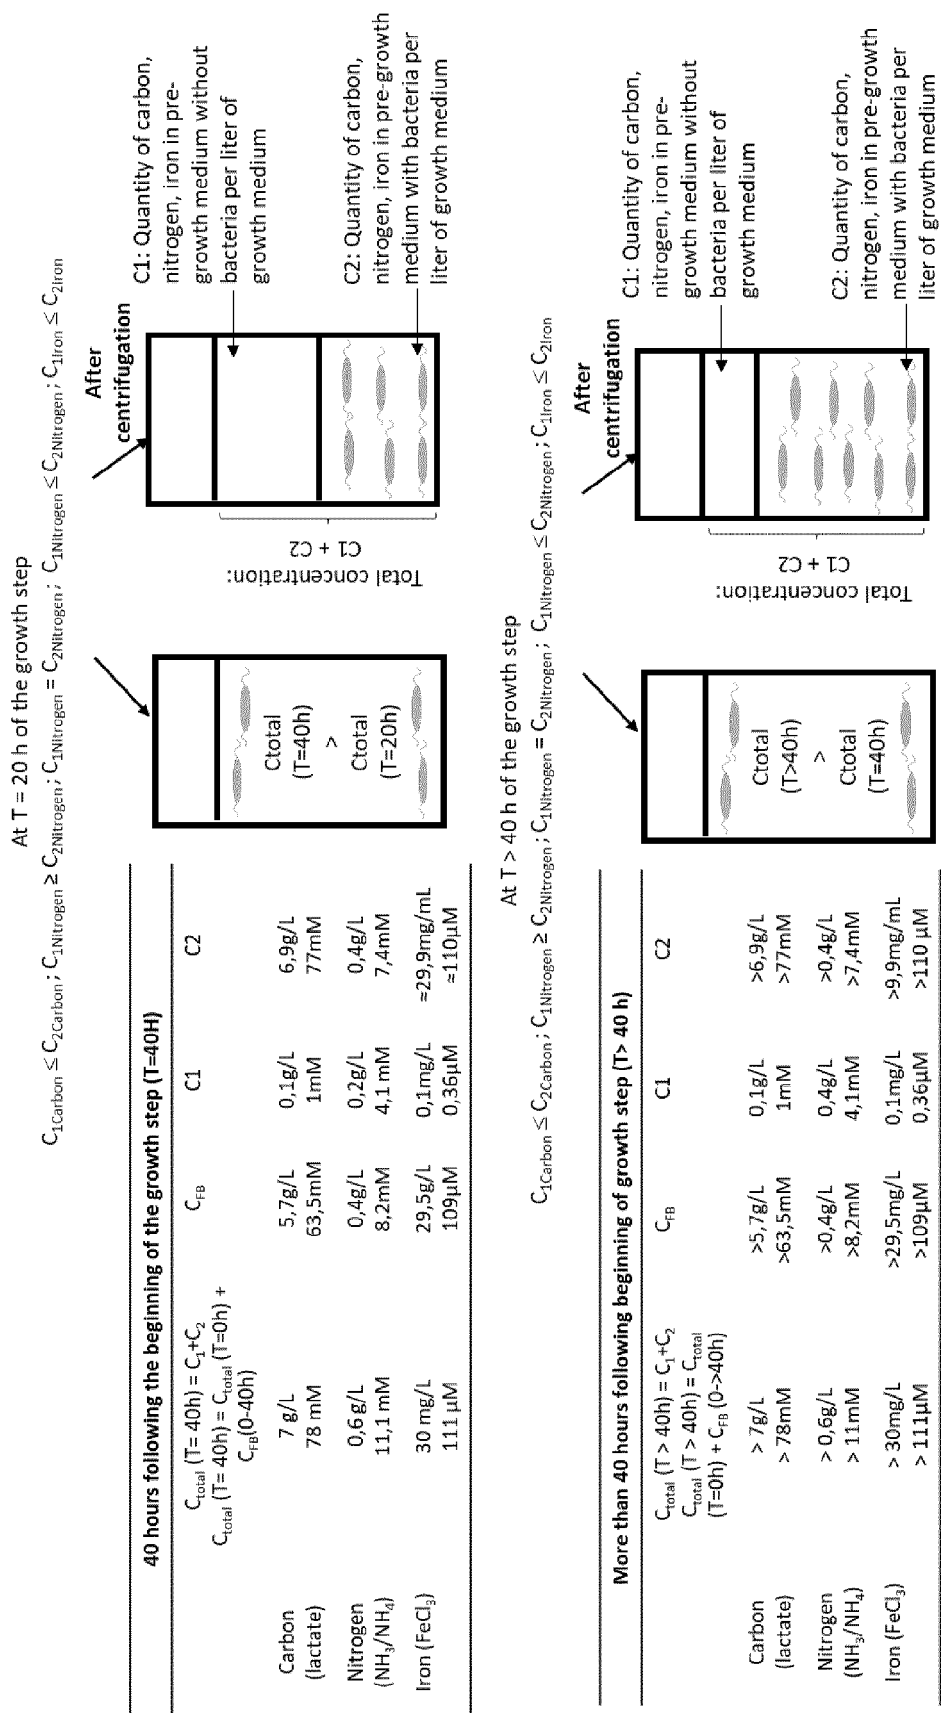 At T = 20 h of the growth step
C1Carbon ≤ C2Carbon ; C1Nitrogen ≥ C2Nitrogen ; C1Nitrogen = C2Nitrogen ; C1Nitrogen ≤ C2Nitrogen ; C1Iron ≤ C2Iron
40 hours following the beginning of the growth step (T=40H)
Ctotal (T= 40h) = C1+C2
Ctotal (T= 40h) = Ctotal (T=0h) +
CFB(0-40h)
CFB
C1
C2
Carbon
(lactate)
7 g/L
78 mM
5,7g/L
63,5mM
0,1g/L
1mM
6,9g/L
77mM
Nitrogen
(NH3/NH4)
0,6 g/L
11,1 mM
0,4g/L
8,2mM
0,2g/L
4,1 mM
0,4g/L
7,4mM
Iron (FeCl3)
30 mg/L
111 µM
29,5g/L
109µM
0,1mg/L
0,36µM
≈29,9mg/mL
≈110µM
Ctotal
(T=40h)
>
Ctotal
(T=20h)
Total concentration:
C1 + C2
After
centrifugation
C1: Quantity of carbon,
nitrogen, iron in pre-
growth medium without
bacteria per liter of
growth medium
C2: Quantity of carbon,
nitrogen, iron in pre-growth
medium with bacteria per
liter of growth medium
At T > 40 h of the growth step
C1Carbon ≤ C2Carbon ; C1Nitrogen ≥ C2Nitrogen ; C1Nitrogen = C2Nitrogen ; C1Nitrogen ≤ C2Nitrogen ; C1Iron ≤ C2Iron
More than 40 hours following beginning of growth step (T> 40 h)
Ctotal (T > 40h) = C1+C2
Ctotal (T > 40h) = Ctotal
(T=0h) + CFB (0->40h)
CFB
C1
C2
Carbon
(lactate)
> 7g/L
> 78mM
>5,7g/L
>63,5mM
0,1g/L
1mM
>6,9g/L
>77mM
Nitrogen
(NH3/NH4)
> 0,6g/L
> 11mM
>0,4g/L
>8,2mM
0,4g/L
4,1mM
>0,4g/L
>7,4mM
Iron (FeCl3)
> 30mg/L
> 111µM
>29,5mg/L
>109µM
0,1mg/L
0,36µM
>9,9mg/mL
>110 µM
Ctotal
(T>40h)
>
Ctotal
(T=40h)
Total concentration:
C1 + C2
After
centrifugation
C1: Quantity of carbon,
nitrogen, iron in pre-
growth medium without
bacteria per liter of
growth medium
C2: Quantity of carbon,
nitrogen, iron in pre-growth
medium with bacteria per
liter of growth medium